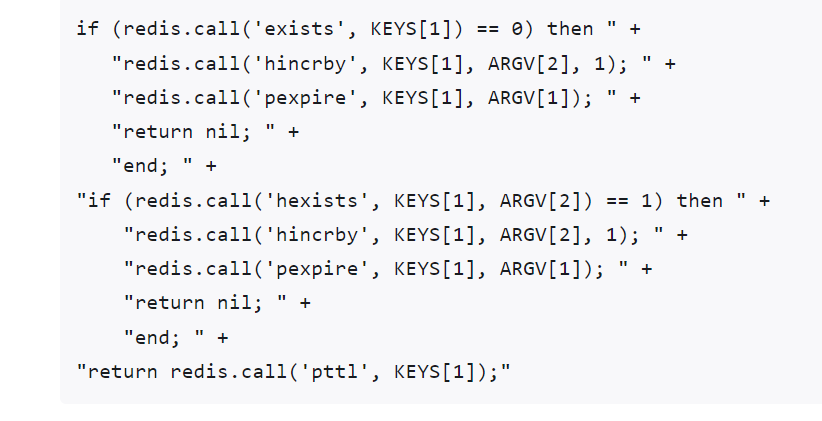 if (redis.call('exists', KEYS[1]) == 0) then " +
"redis.call('hincrby', KEYS[1], ARGV[2], 1); " +
"redis.call('pexpire', KEYS[1], ARGV[1]); " +
"return nil; " +
"end; " +
"if (redis.call('hexists', KEYS[1], ARGV[2]) == 1) then " +
"redis.call('hincrby', KEYS[1], ARGV[2], 1); " +
"redis.call('pexpire', KEYS[1], ARGV[1]); " +
"return nil; " +
"end; " +
"return redis.call('pttl', KEYS[1]);"